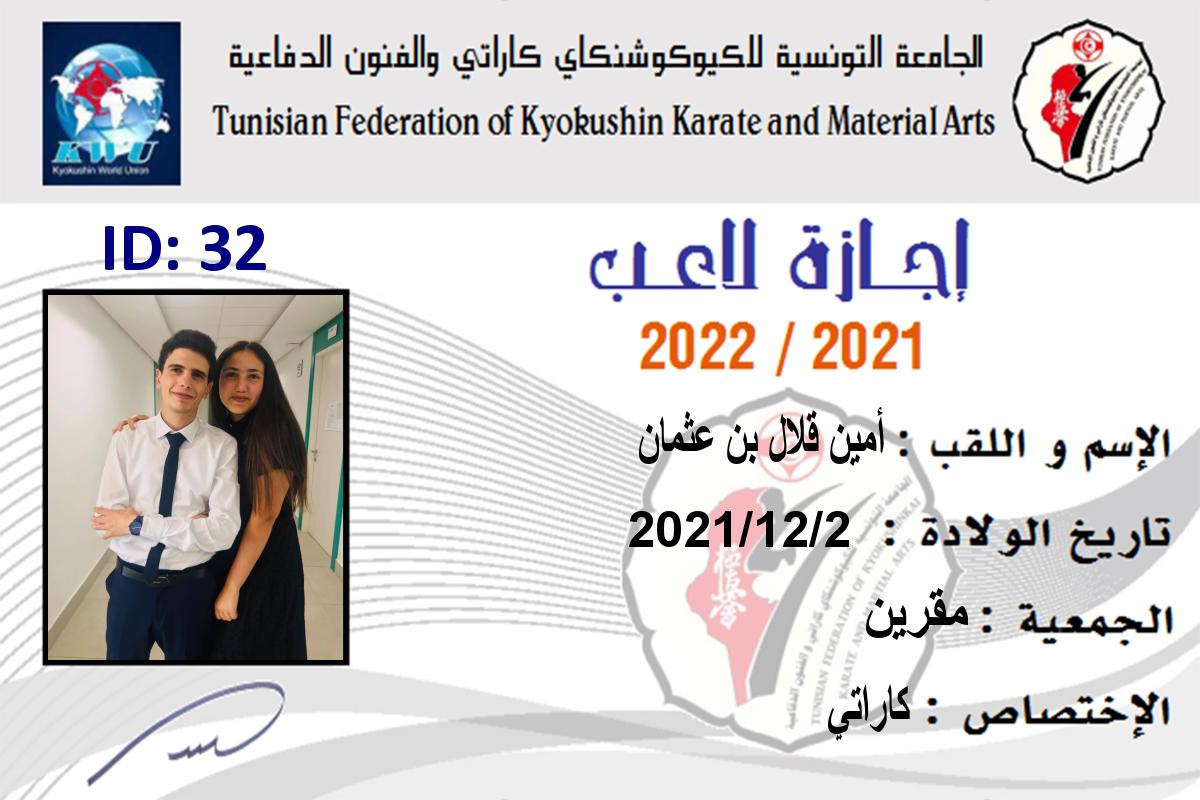 الجامعة التونسية للكيوكوشنكاي كاراتي والفنون الدفاعية
Tunisian Federation of Kyokushin Karate and Material Arts
KWU
Kyokushin World Union
ID: 32
إجازة لاعب
2022 / 2021
الإسم و اللقب : أمين قلال بن عثمان
تاريخ الولادة : 2021/12/2
الجمعية : مقرين
الإختصاص : كاراتي